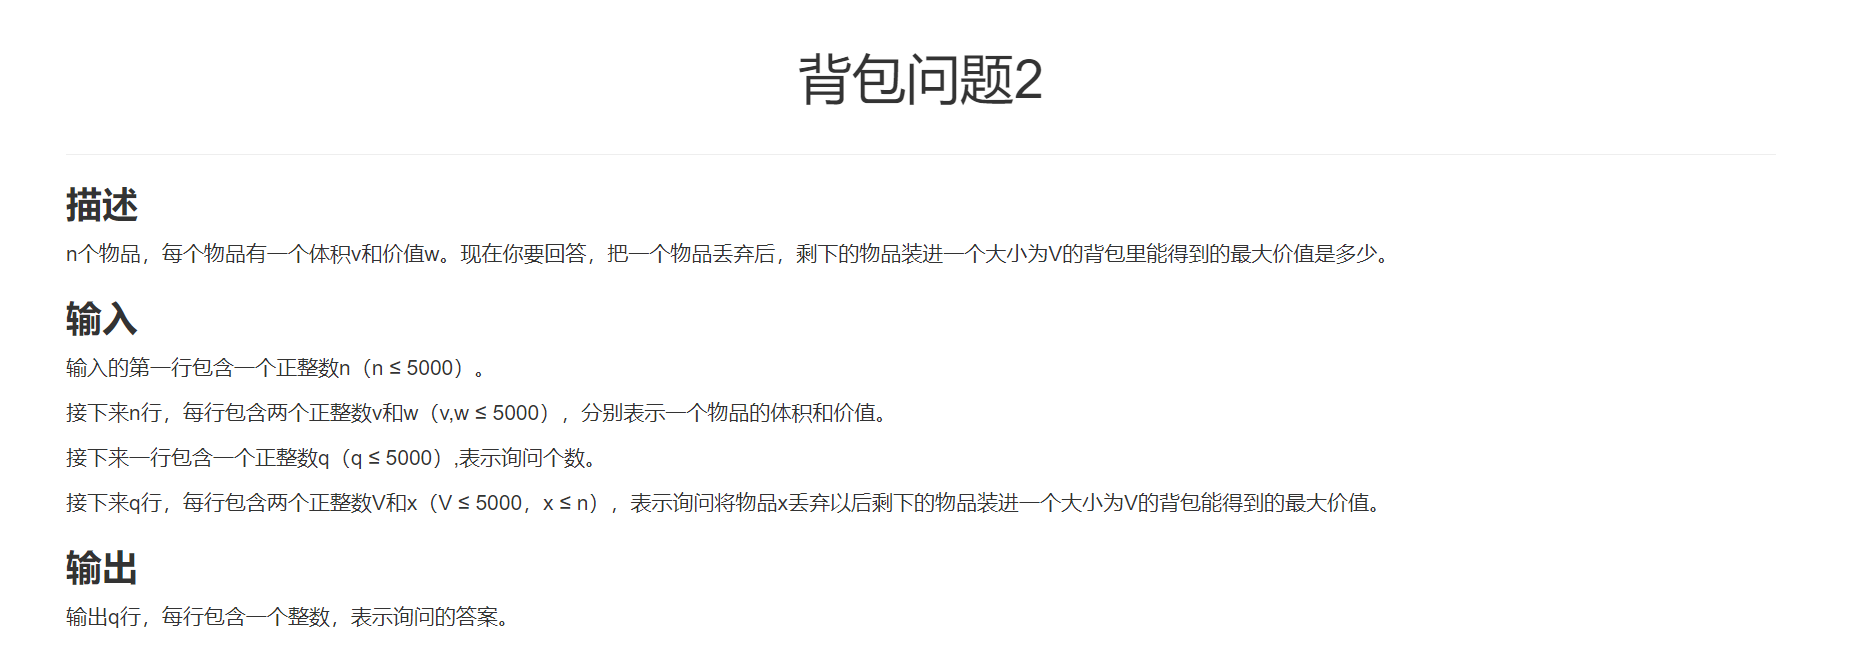 背包问题2
描述
n个物品，每个物品有一个体积v和价值w。现在你要回答，把一个物品丢弃后，剩下的物品装进一个大小为V的背包里能得到的最大价值是多少。
输入
输入的第一行包含一个正整数n（n ≤ 5000）。
接下来n行，每行包含两个正整数v和w（v,w ≤ 5000），分别表示一个物品的体积和价值。
接下来一行包含一个正整数q（q ≤ 5000）,表示询问个数。
接下来q行，每行包含两个正整数V和x（V ≤ 5000，x ≤ n），表示询问将物品x丢弃以后剩下的物品装进一个大小为V的背包能得到的最大价值。
输出
输出q行，每行包含一个整数，表示询问的答案。